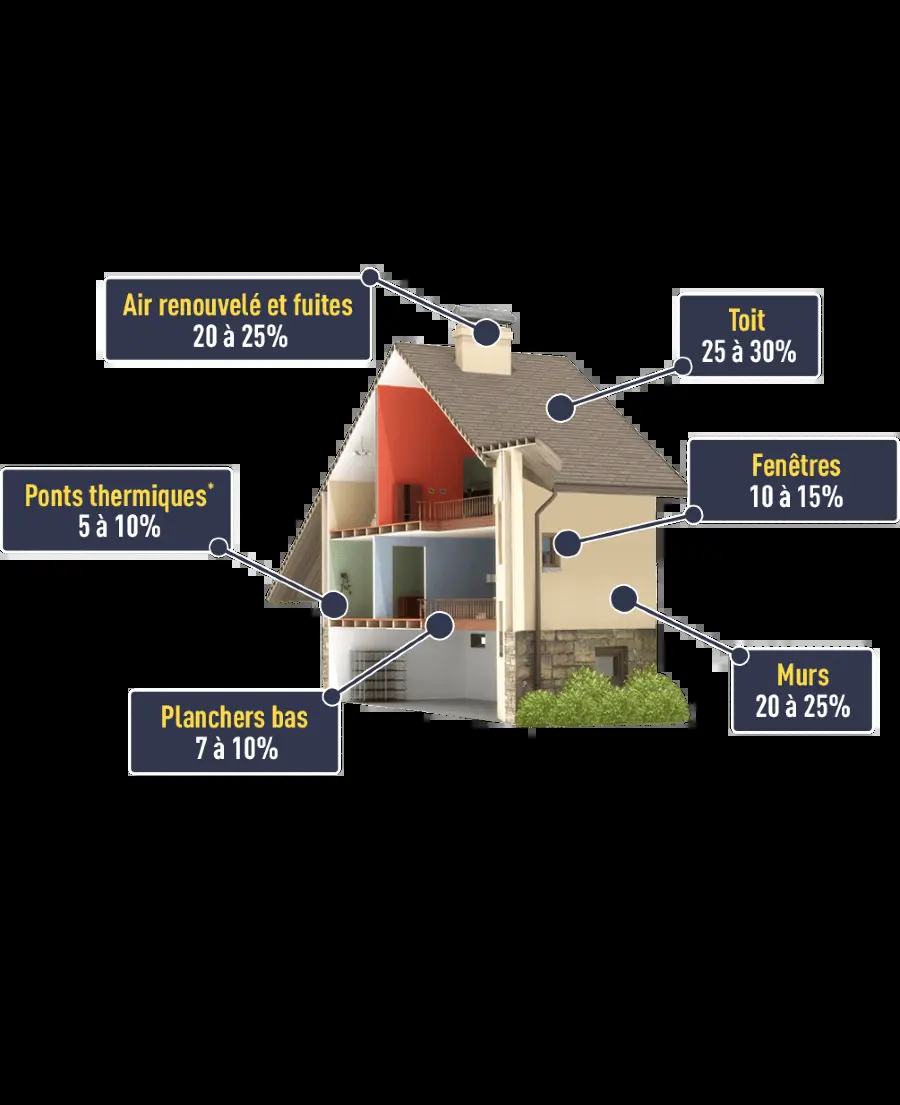 Air renouvelé et fuites
20 à 25%
Toit
25 à 30%
Fenêtres
10 à 15%
Ponts thermiques*
5 à 10%
Murs
20 à 25%
Planchers bas
7 à 10%